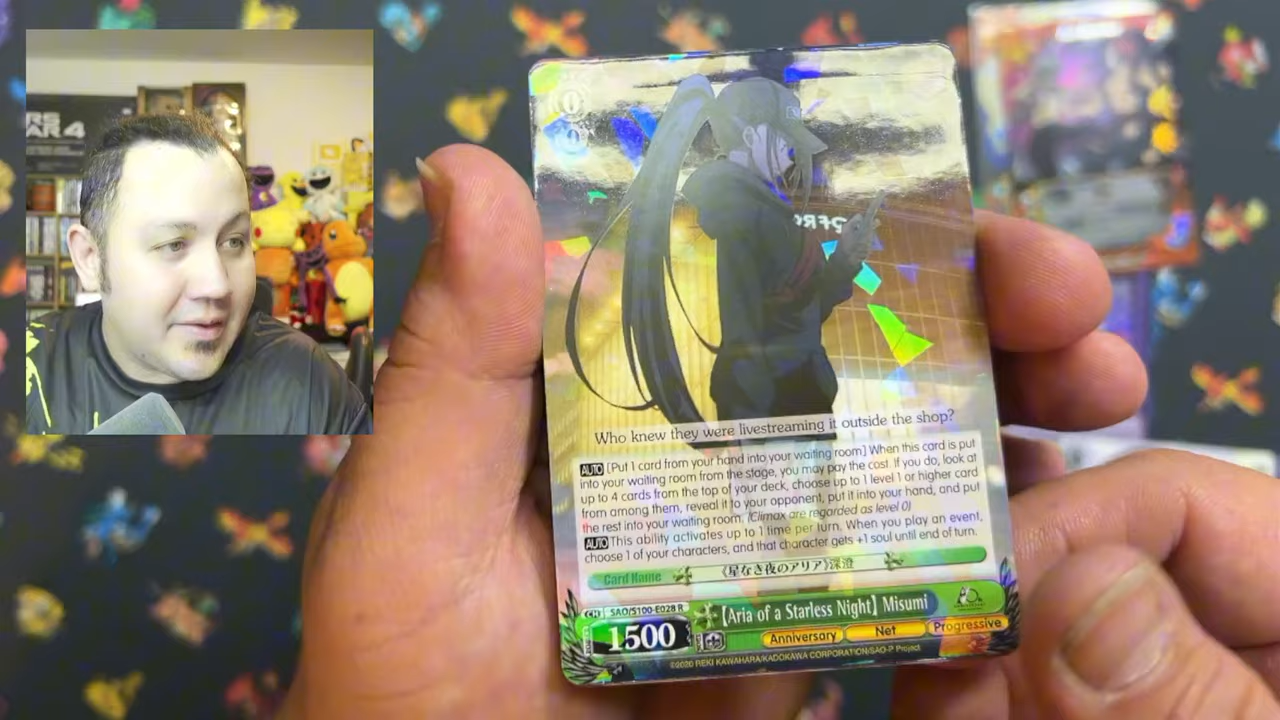 AR 4
0
Who knew they were livestreaming it outside the shop?
AUTO [Put 1 card from your hand into your waiting room] When this card is put
into your waiting room from the stage, you may pay the cost. If you do, look at
up to 4 cards from the top of your deck, choose up to 1 level 1 or higher card
from among them, reveal it to your opponent, put it into your hand, and put
the rest into your waiting room. (Climax are regarded as level 0)
AUTO This ability activates up to 1 time per turn. When you play an event,
choose 1 of your characters, and that character gets +1 soul until end of turn.
Card Name 《星なき夜のアリア》深澄
CH SAO/S100-E028 R 【Aria of a Starless Night】 Misumi
1500 Anniversary Net Progressive
©2020 REKI KAWAHARA/KADOKAWA CORPORATION/SAO-P Project